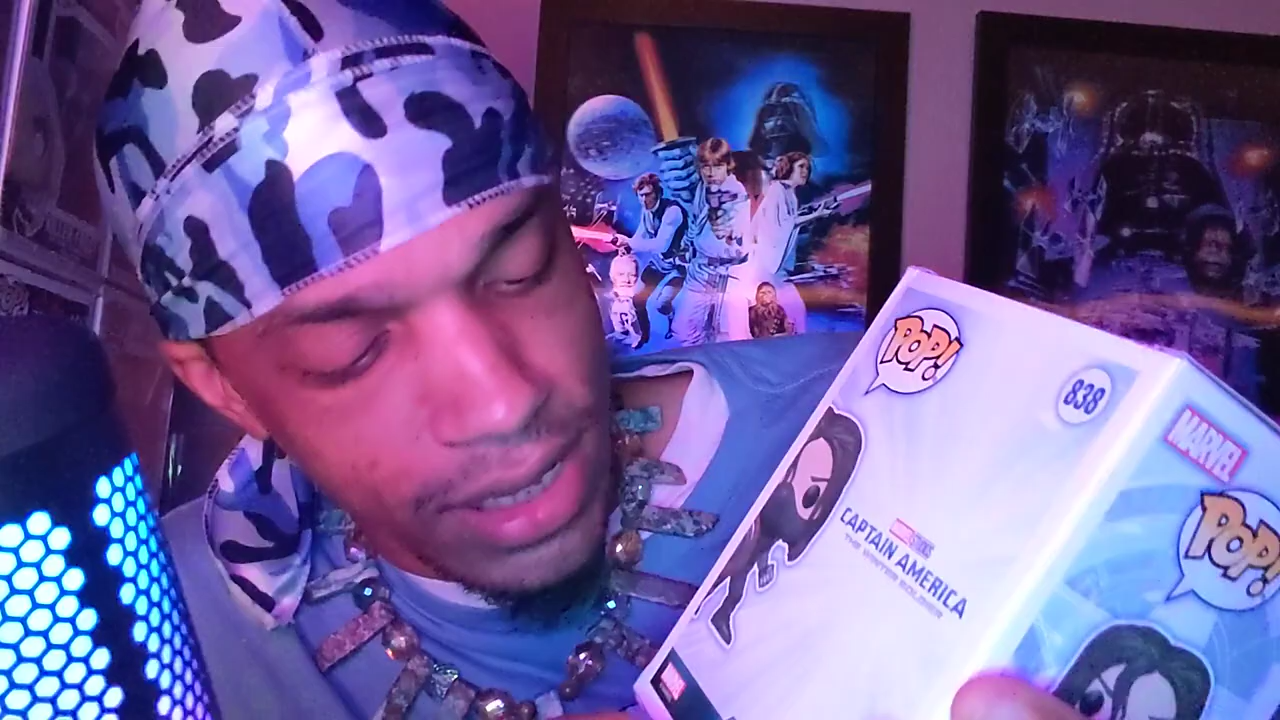 POP!
838
MARVEL
STUDIOS
CAPTAIN AMERICA
THE WINTER SOLDIER
MARVEL
POP!